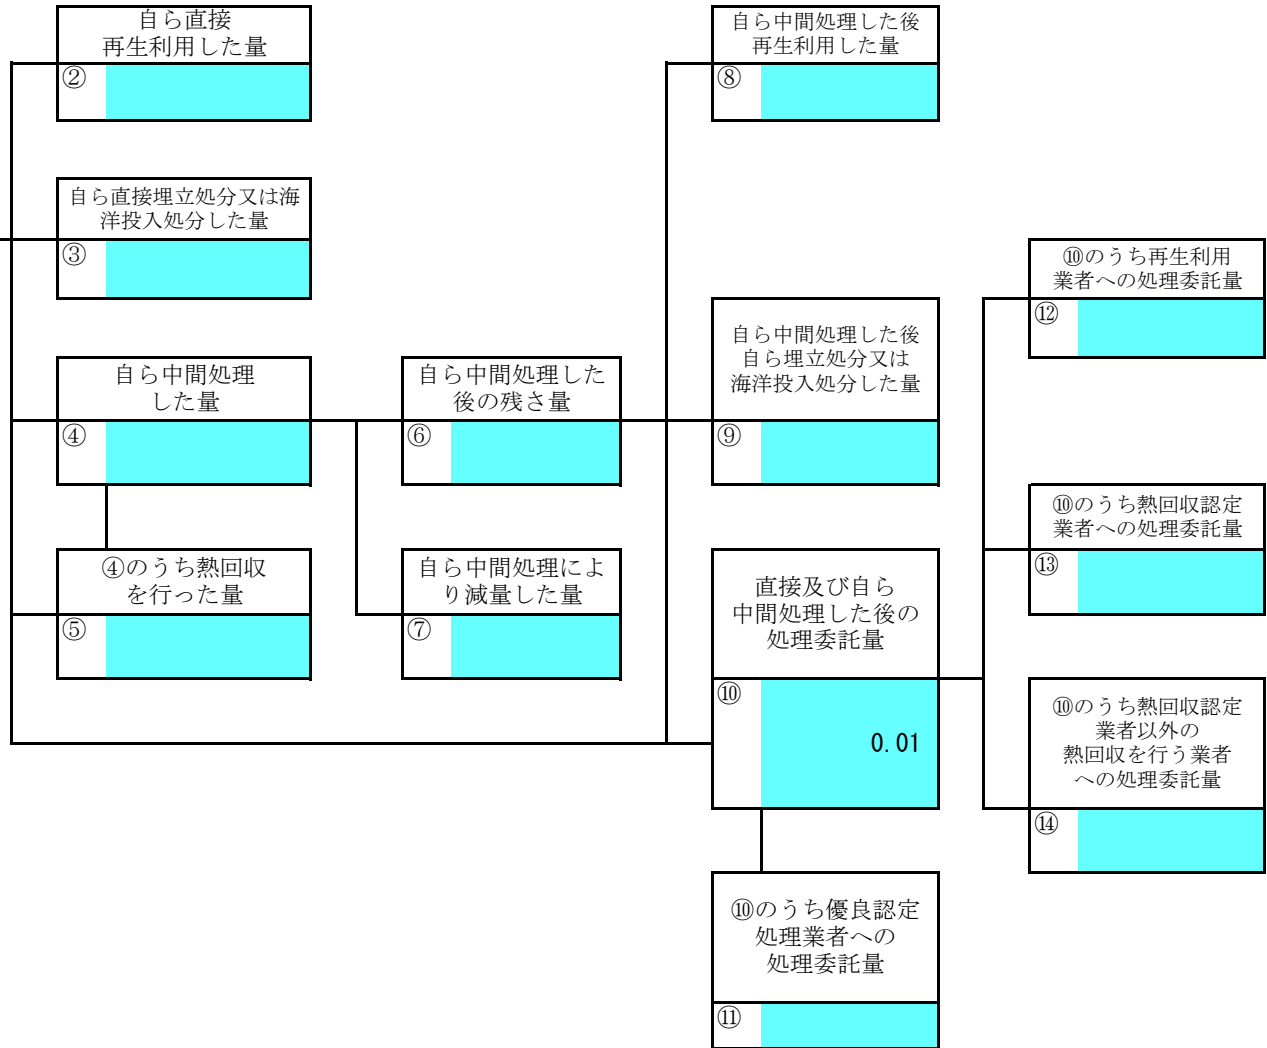 自ら直接
再生利用した量
②
自ら直接埋立処分又は海
洋投入処分した量
③
自ら中間処理
した量
④
④のうち熱回収
を行った量
⑤
自ら中間処理した
後の残さ量
⑥
自ら中間処理によ
り減量した量
⑦
自ら中間処理した後
再生利用した量
⑧
自ら中間処理した後
自ら埋立処分又は
海洋投入処分した量
⑨
直接及び自ら
中間処理した後の
処理委託量
⑩
0.01
⑩のうち優良認定
処理業者への
処理委託量
⑪
⑩のうち再生利用
業者への処理委託量
⑫
⑩のうち熱回収認定
業者への処理委託量
⑬
⑩のうち熱回収認定
業者以外の
熱回収を行う業者
への処理委託量
⑭